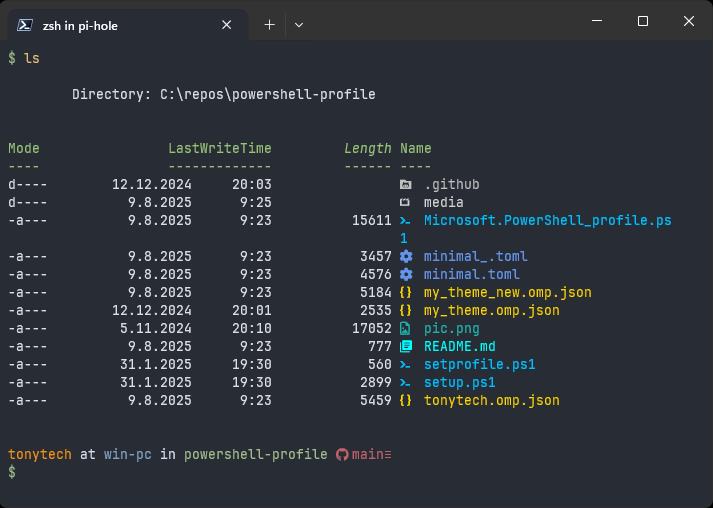 zsh in pi-hole
$ ls
Directory: C:\repos\powershell-profile
Mode LastWriteTime Length Name
---- ------------- ------ ----
d---- 12.12.2024 20:03 .github
d---- 9.8.2025 9:25 media
-a--- 9.8.2025 9:23 15611 Microsoft.PowerShell_profile.ps
1
-a--- 9.8.2025 9:23 3457 minimal_.toml
-a--- 9.8.2025 9:23 4576 minimal.toml
-a--- 9.8.2025 9:23 5184 my_theme_new.omp.json
-a--- 12.12.2024 20:01 2535 my_theme.omp.json
-a--- 5.11.2024 20:10 17052 pic.png
-a--- 9.8.2025 9:23 777 README.md
-a--- 31.1.2025 19:30 560 setprofile.ps1
-a--- 31.1.2025 19:30 2899 setup.ps1
-a--- 9.8.2025 9:23 5459 tonytech.omp.json
tonytech at win-pc in powershell-profile main≡
$